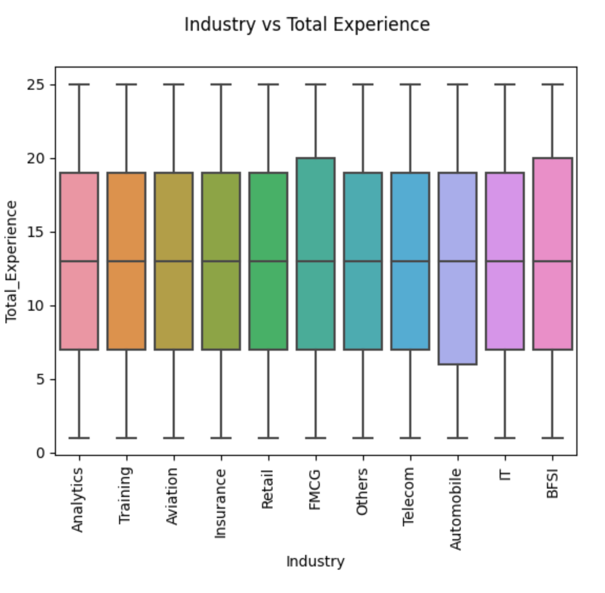 Industry vs Total Experience
25
20
15
10
5
0
Total_Experience
Analytics
Training
Aviation
Insurance
Retail
FMCG
Others
Telecom
Automobile
IT
BFSI
Industry